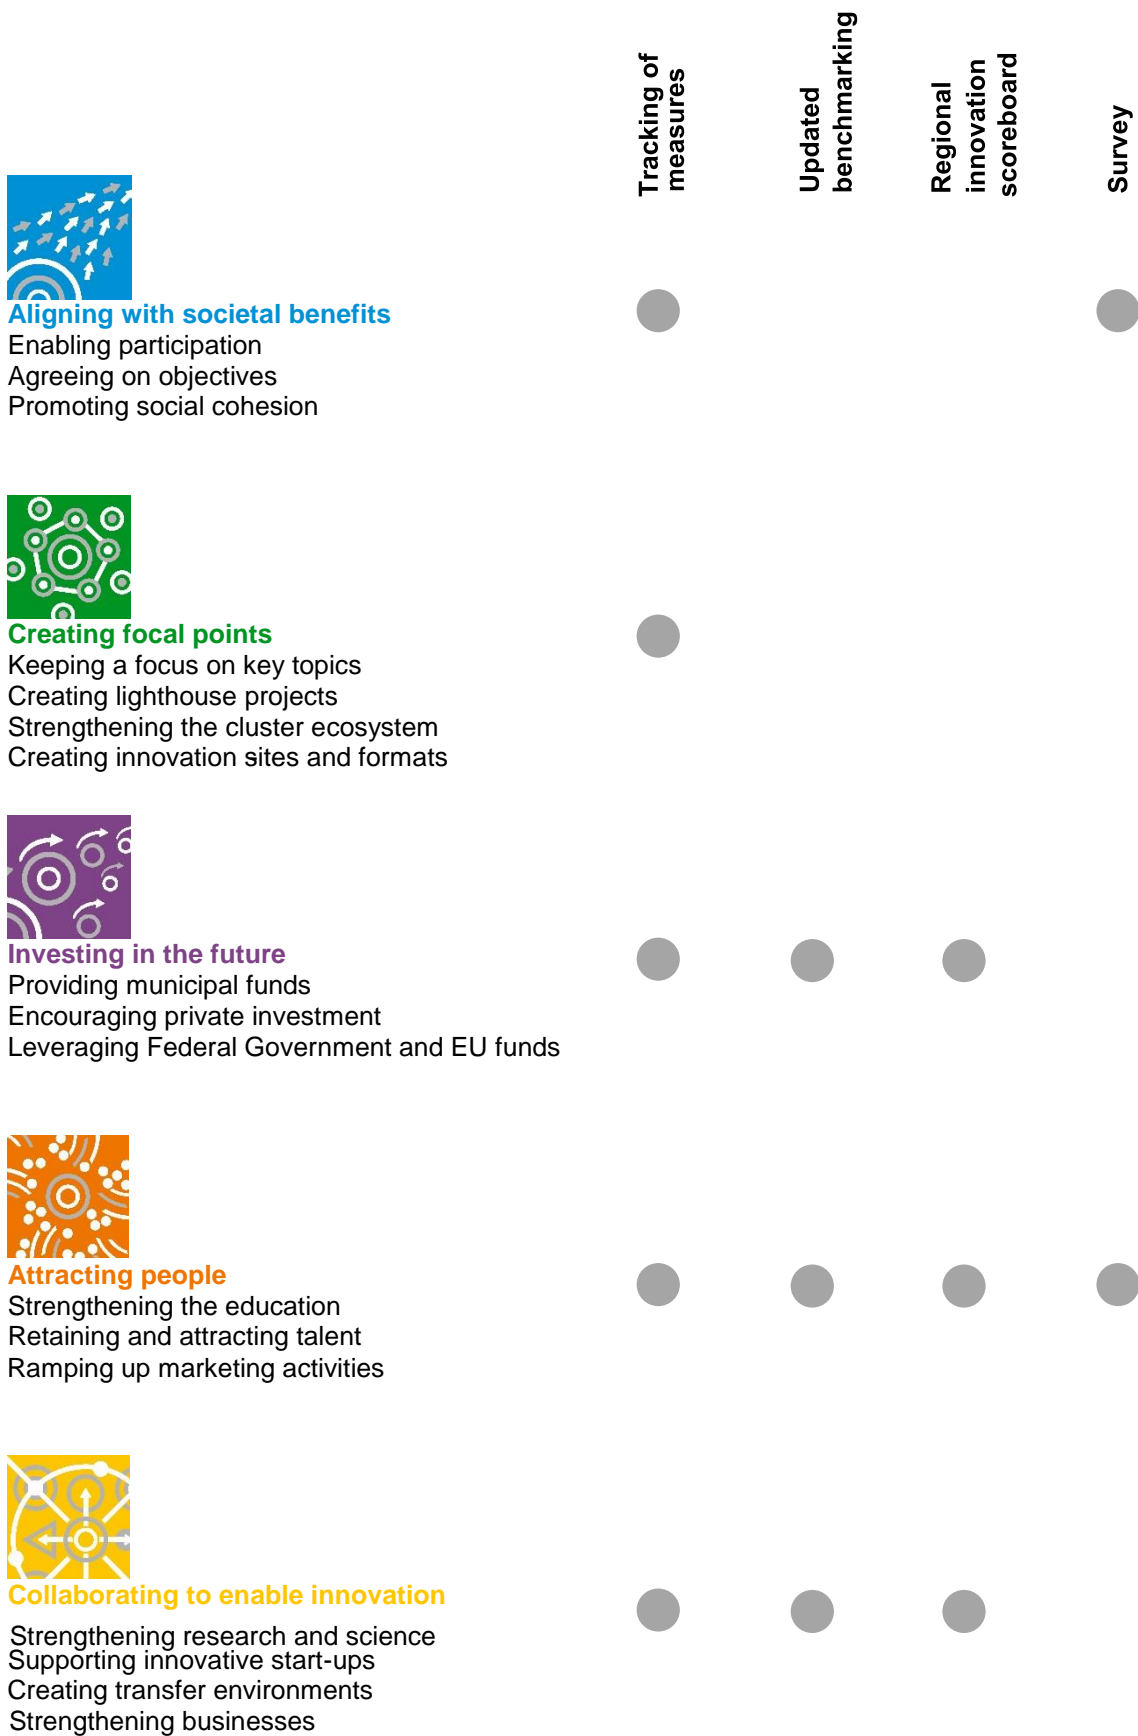 Tracking of
measures
Updated
benchmarking
Regional
innovation
scoreboard
Survey
Aligning with societal benefits
Enabling participation
Agreeing on objectives
Promoting social cohesion
Creating focal points
Keeping a focus on key topics
Creating lighthouse projects
Strengthening the cluster ecosystem
Creating innovation sites and formats
Investing in the future
Providing municipal funds
Encouraging private investment
Leveraging Federal Government and EU funds
Attracting people
Strengthening the education
Retaining and attracting talent
Ramping up marketing activities
Collaborating to enable innovation
Strengthening research and science
Supporting innovative start-ups
Creating transfer environments
Strengthening businesses